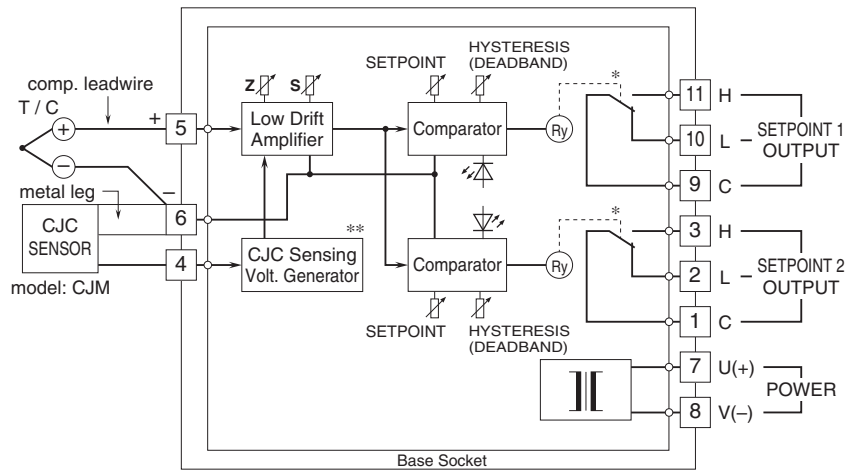 comp. leadwire
T / C
+
−
+
−
metal leg
CJC
SENSOR
model: CJM
5
6
4
Z
S
Low Drift
Amplifier
**
CJC Sensing
Volt. Generator
SETPOINT
HYSTERESIS
(DEADBAND)
Comparator
Ry
*
Comparator
Ry
*
SETPOINT
HYSTERESIS
(DEADBAND)
11 H
10 L
9 C
SETPOINT 1
OUTPUT
3 H
2 L
1 C
SETPOINT 2
OUTPUT
7 U(+)
8 V(–)
POWER
Base Socket